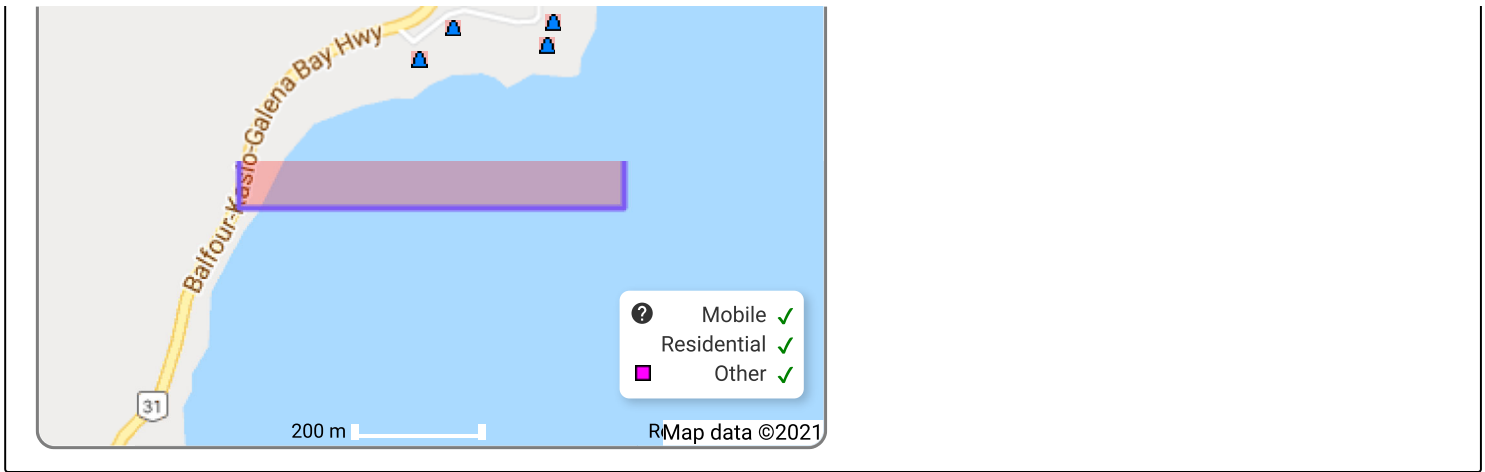 Balfour-Kaslo-Galena Bay Hwy
? Mobile ✓
Residential ✓
Other ✓
31
200 m
Map data ©2021